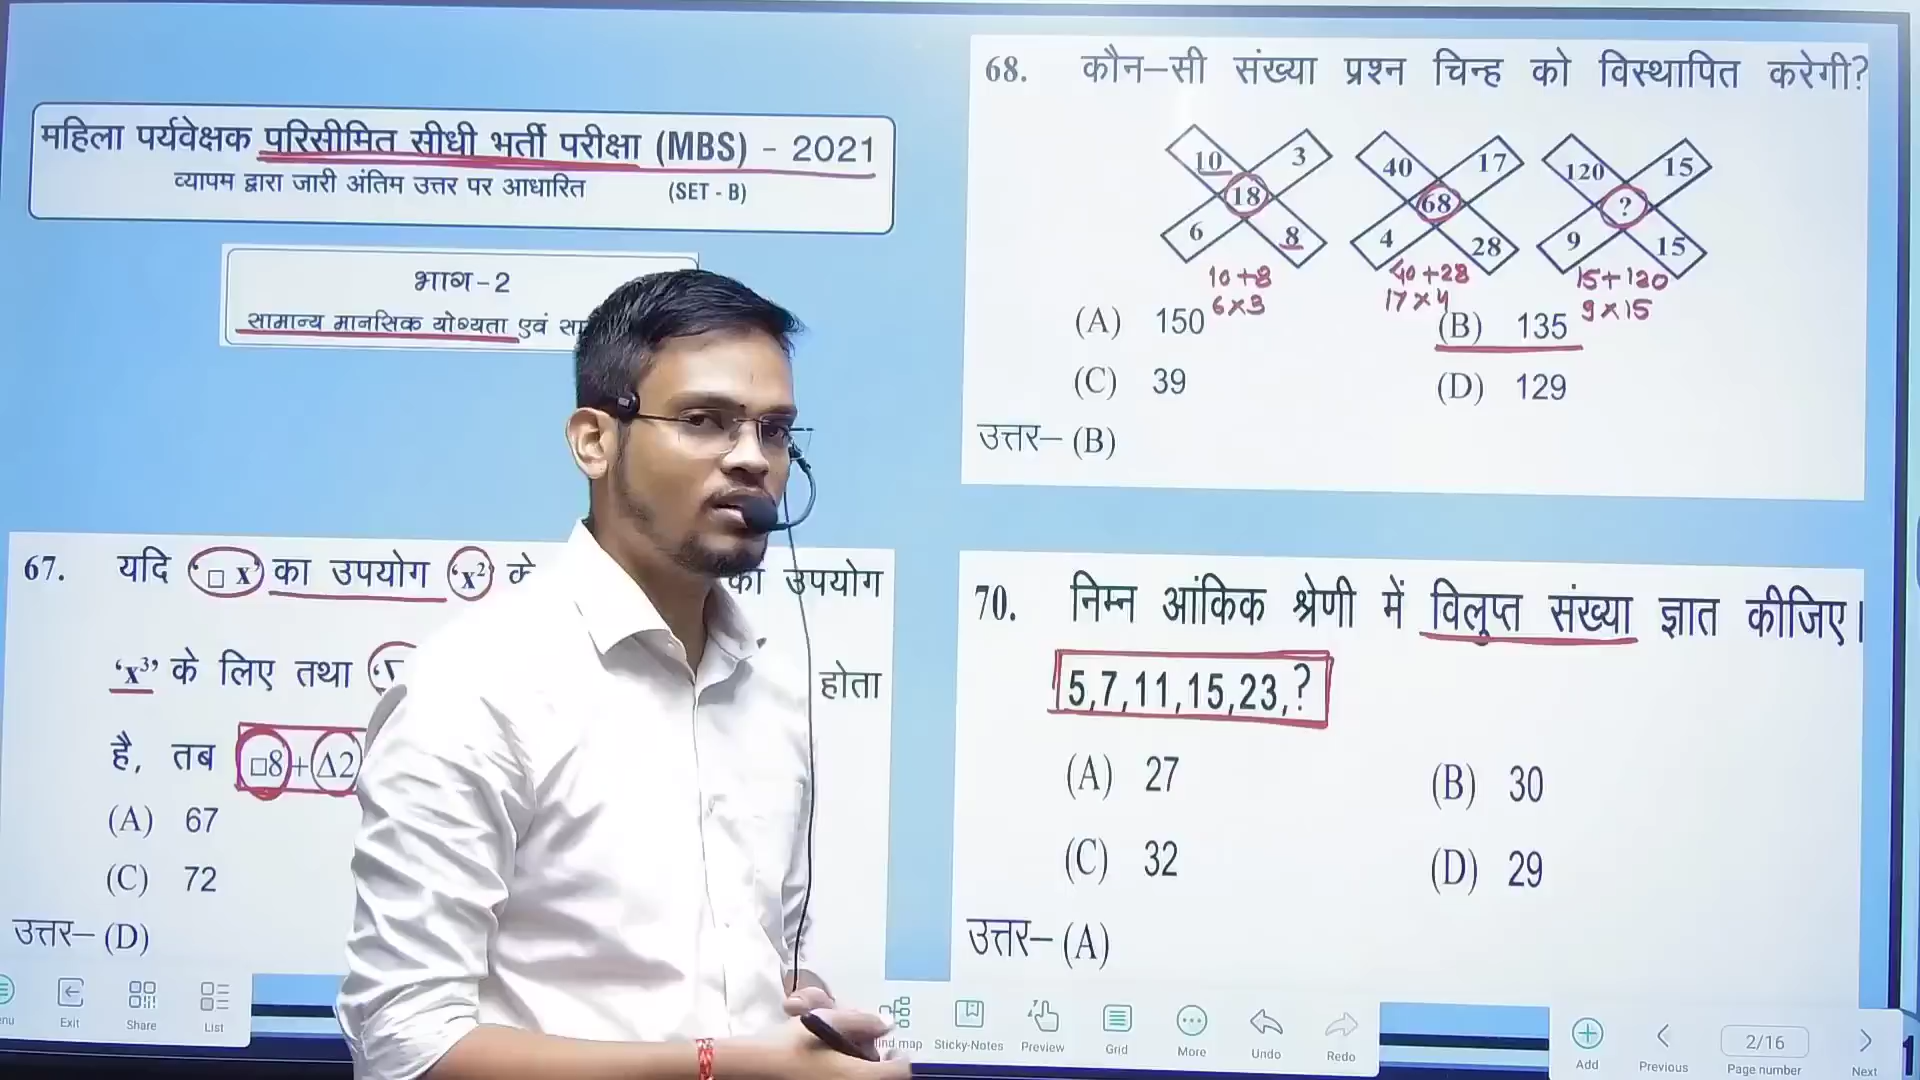 महिला पर्यवेक्षक परिसीमित सीधी भर्ती परीक्षा (MBS) - 2021
व्यापम द्वारा जारी अंतिम उत्तर पर आधारित (SET - B)
भाग-2
सामान्य मानसिक योग्यता एवं
67. यदि ‘□ x’ का उपयोग ‘x²’ के का उपयोग
‘x³’ के लिए तथा होता
है, तब □8+Δ2
(A) 67
(C) 72
उत्तर– (D)
68. कौन–सी संख्या प्रश्न चिन्ह को विस्थापित करेगी?
10 3 40 17 120 15
18 68 ?
6 8 4 28 9 15
10+8 40+28 15+120
6×3 17×4 9×15
(A) 150 (B) 135
(C) 39 (D) 129
उत्तर– (B)
70. निम्न आंकिक श्रेणी में विलुप्त संख्या ज्ञात कीजिए।
5,7,11,15,23,?
(A) 27 (B) 30
(C) 32 (D) 29
उत्तर– (A)
Exit Share List
Sticky-Notes Preview Grid More Undo Redo
Add Previous 2/16 Page number Next